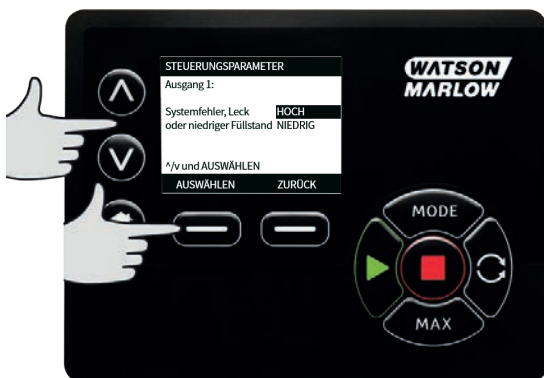 STEUERUNGSPARAMETER
Ausgang 1:
Systemfehler, Leck HOCH
oder niedriger Füllstand NIEDRIG
^/v und AUSWÄHLEN
AUSWÄHLEN ZURÜCK
WATSON
MARLOW
MODE
MAX